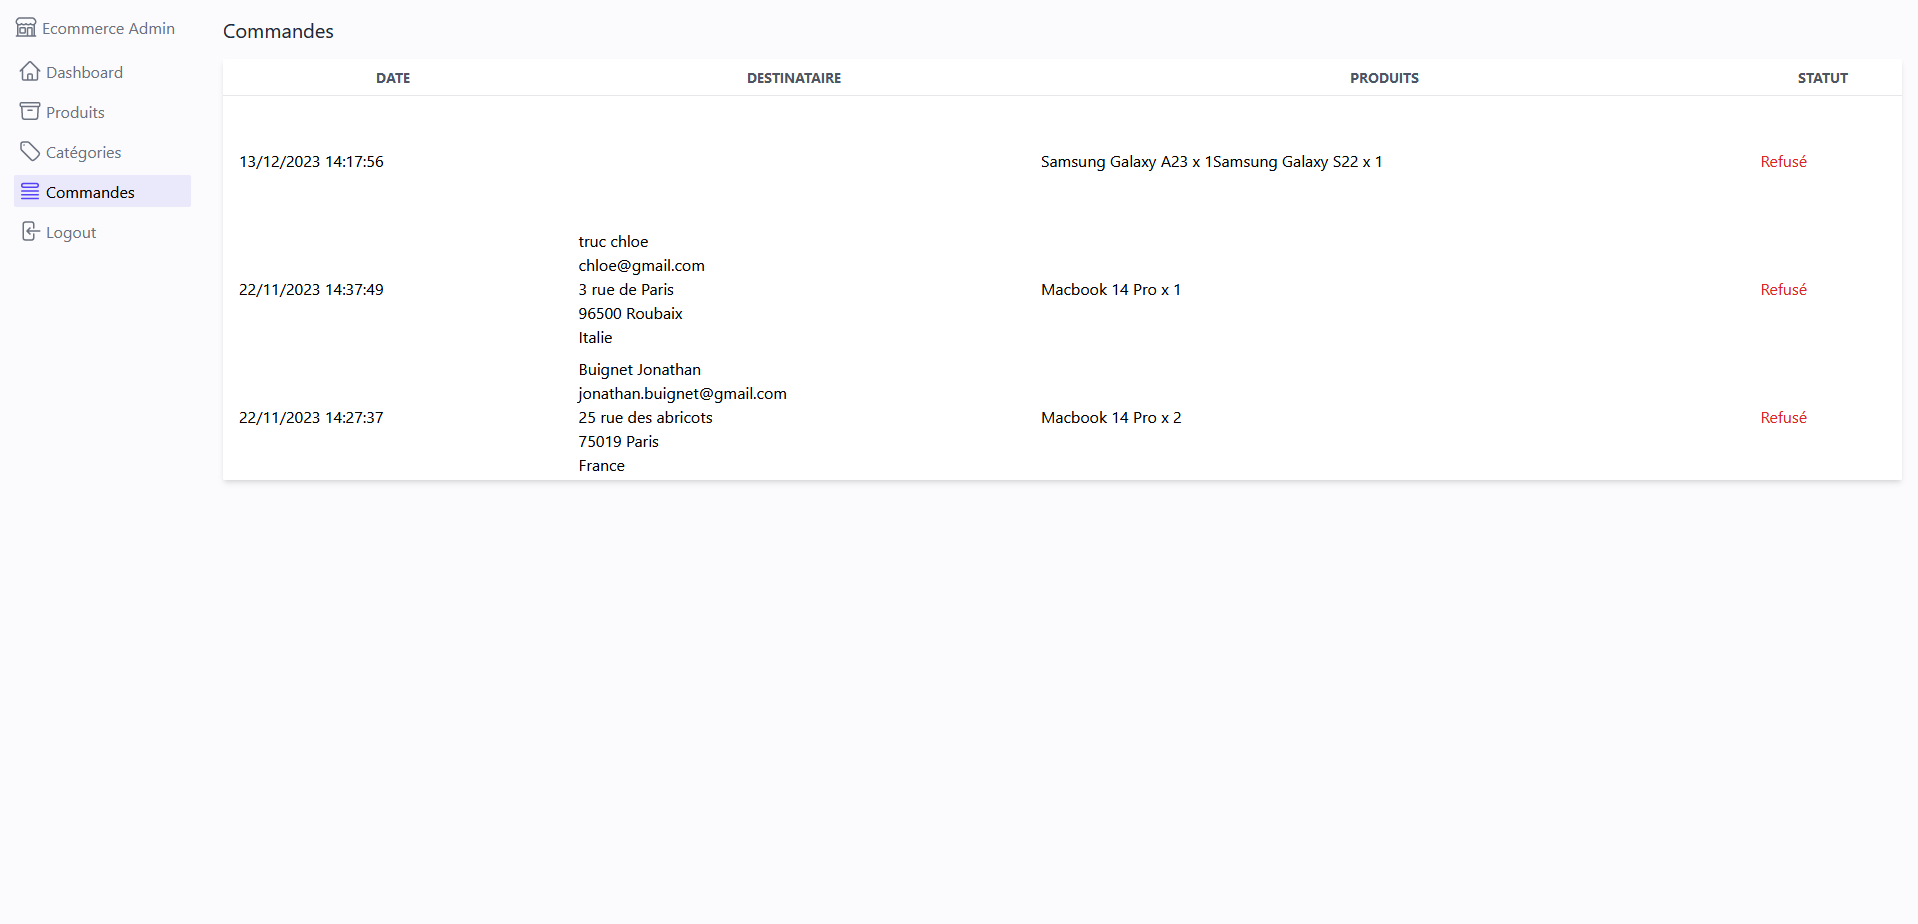 Ecommerce Admin
Dashboard
Produits
Catégories
Commandes
Logout
Commandes
DATE DESTINATAIRE PRODUITS STATUT
13/12/2023 14:17:56 Samsung Galaxy A23 x 1Samsung Galaxy S22 x 1 Refusé
truc chloe
chloe@gmail.com
22/11/2023 14:37:49 3 rue de Paris Macbook 14 Pro x 1 Refusé
96500 Roubaix
Italie
Buignet Jonathan
jonathan.buignet@gmail.com
22/11/2023 14:27:37 25 rue des abricots Macbook 14 Pro x 2 Refusé
75019 Paris
France